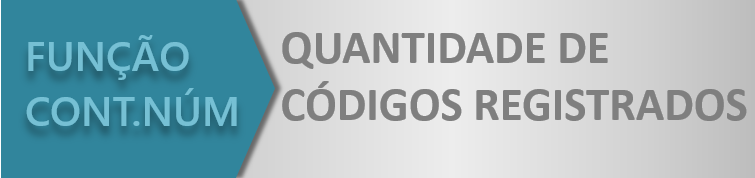 FUNÇÃO
CONT.NÚM
QUANTIDADE DE
CÓDIGOS REGISTRADOS